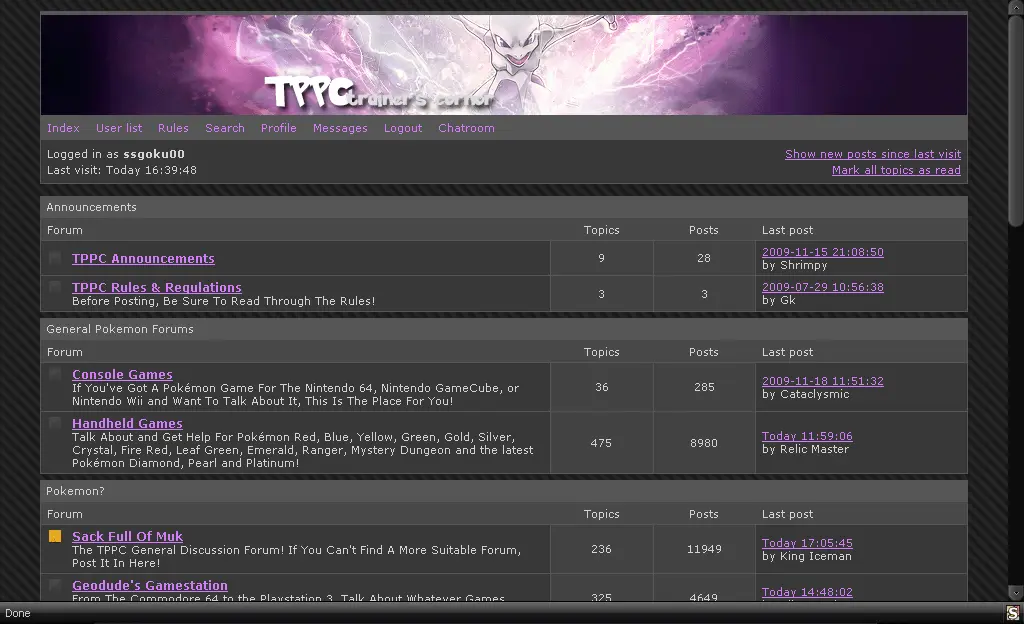 TPPC trainer's corner
Index User list Rules Search Profile Messages Logout Chatroom
Logged in as ssgoku00
Show new posts since last visit
Last visit: Today 16:39:48
Mark all topics as read
Announcements
Forum Topics Posts Last post
TPPC Announcements
9 28
2009-11-15 21:08:50
by Shrimpy
TPPC Rules & Regulations
Before Posting, Be Sure To Read Through The Rules!
3 3
2009-07-29 10:56:38
by Gk
General Pokemon Forums
Forum Topics Posts Last post
Console Games
If You've Got A Pokémon Game For The Nintendo 64, Nintendo GameCube, or
Nintendo Wii and Want To Talk About It, This Is The Place For You!
36 285
2009-11-18 11:51:32
by Cataclysmic
Handheld Games
Talk About and Get Help For Pokémon Red, Blue, Yellow, Green, Gold, Silver,
Crystal, Fire Red, Leaf Green, Emerald, Ranger, Mystery Dungeon and the latest
Pokémon Diamond, Pearl and Platinum!
475 8980
Today 11:59:06
by Relic Master
Pokemon?
Forum Topics Posts Last post
Sack Full Of Muk
The TPPC General Discussion Forum! If You Can't Find A More Suitable Forum,
Post It In Here!
236 11949
Today 17:05:45
by King Iceman
Geodude's Gamestation
From The Commodore 64 to the Playstation 3, Talk About Whatever Games
325 4649
Today 14:48:02
Done
S